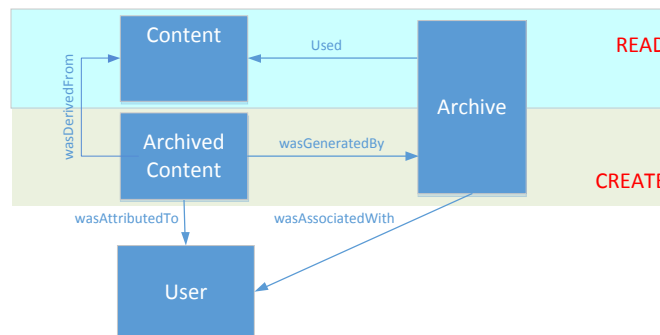 Content
Used
READ
wasDerivedFrom
Archive
Archived
Content
wasGeneratedBy
CREATE
wasAttributedTo
wasAssociatedWith
User